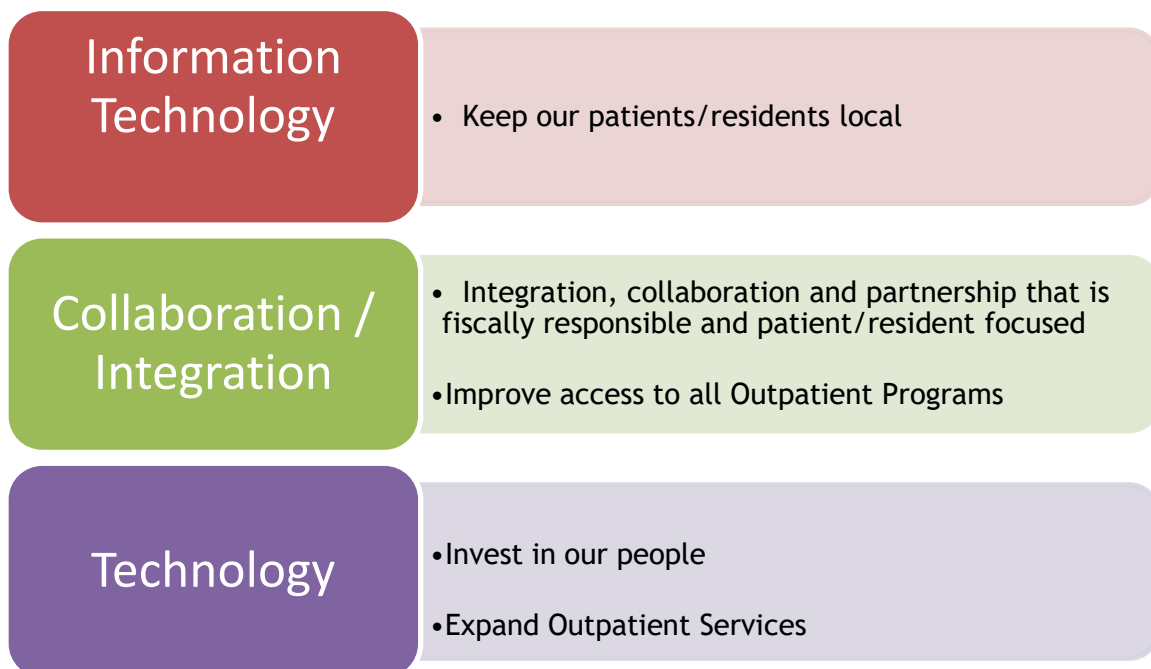 Information
Technology
• Keep our patients/residents local
Collaboration /
Integration
• Integration, collaboration and partnership that is
fiscally responsible and patient/resident focused
•Improve access to all Outpatient Programs
Technology
•Invest in our people
•Expand Outpatient Services